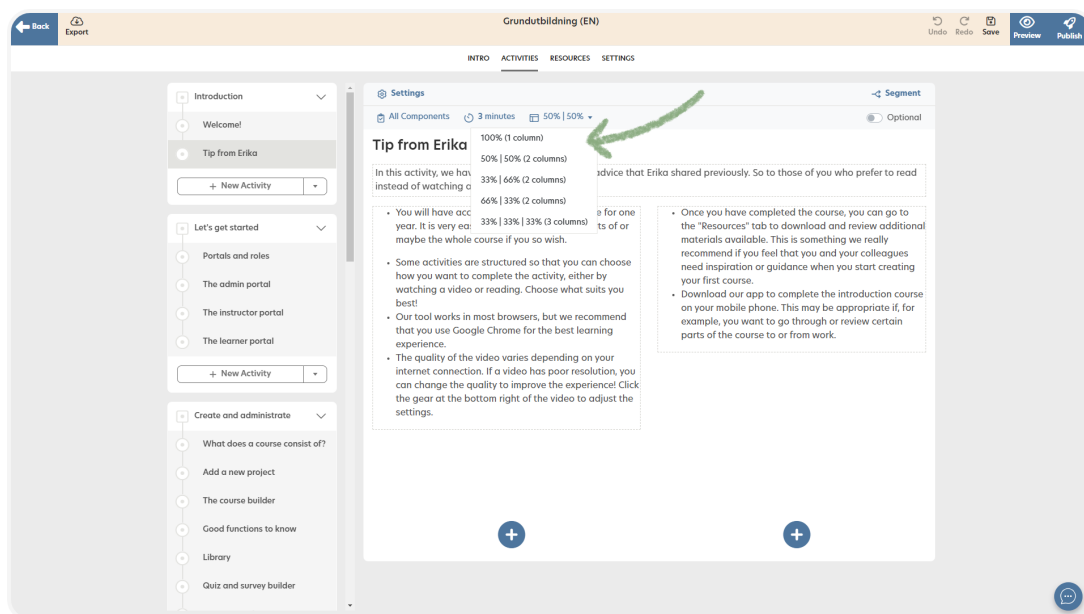 Back
Export
Grundutbildning (EN)
Undo
Redo
Save
Preview
Publish
INTRO ACTIVITIES RESOURCES SETTINGS
Introduction
Welcome!
Tip from Erika
+ New Activity
Let's get started
Portals and roles
The admin portal
The instructor portal
The learner portal
+ New Activity
Create and administrate
What does a course consist of?
Add a new project
The course builder
Good functions to know
Library
Quiz and survey builder
Settings
Segment
All Components
3 minutes
50% | 50%
Optional
100% (1 column)
50% | 50% (2 columns)
33% | 66% (2 columns)
66% | 33% (2 columns)
33% | 33% | 33% (3 columns)
Tip from Erika
In this activity, we hav advice that Erika shared previously. So to those of you who prefer to read
instead of watching a
• You will have acc e for one
year. It is very ea ts of or
maybe the whole course if you so wish.
• Some activities are structured so that you can choose
how you want to complete the activity, either by
watching a video or reading. Choose what suits you
best!
• Our tool works in most browsers, but we recommend
that you use Google Chrome for the best learning
experience.
• The quality of the video varies depending on your
internet connection. If a video has poor resolution, you
can change the quality to improve the experience! Click
the gear at the bottom right of the video to adjust the
settings.
• Once you have completed the course, you can go to
the "Resources" tab to download and review additional
materials available. This is something we really
recommend if you feel that you and your colleagues
need inspiration or guidance when you start creating
your first course.
• Download our app to complete the introduction course
on your mobile phone. This may be appropriate if, for
example, you want to go through or review certain
parts of the course to or from work.